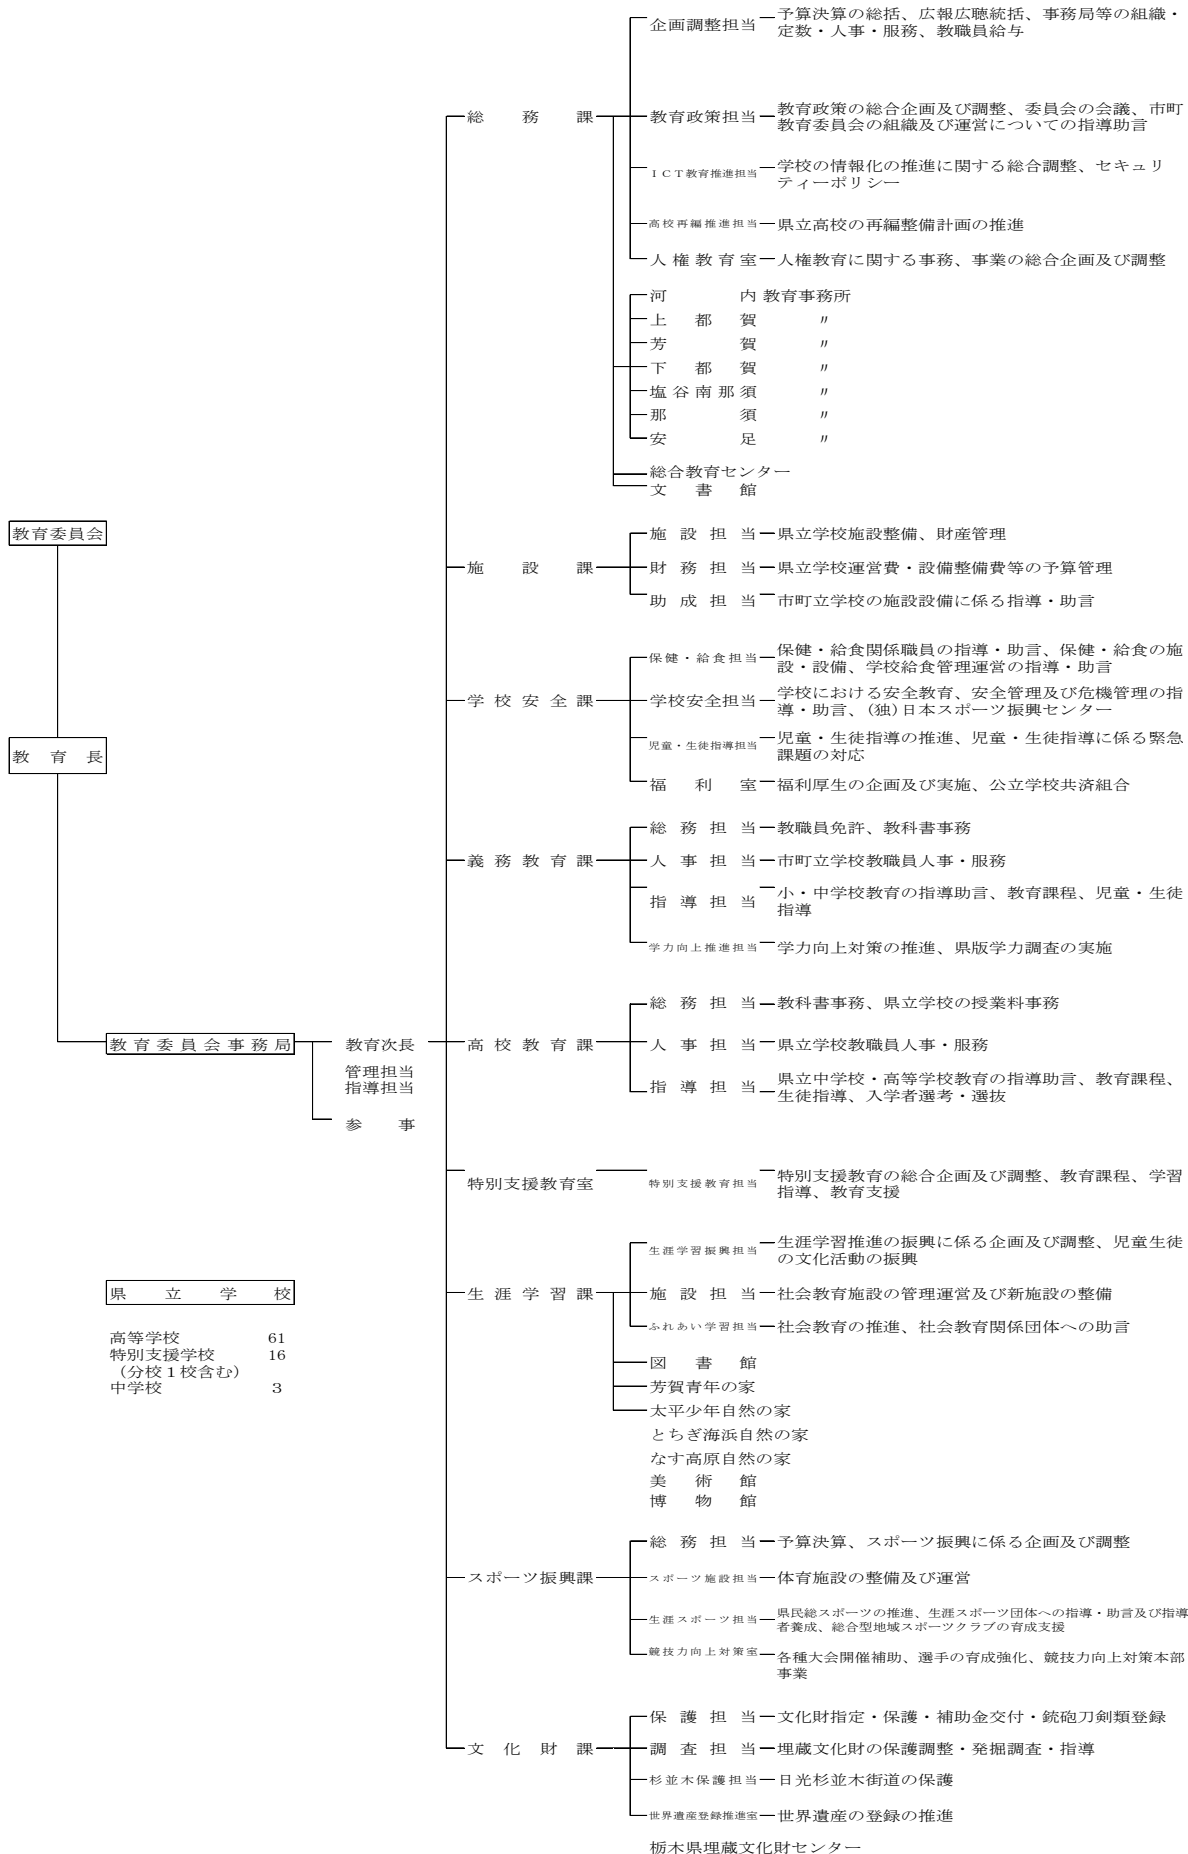 企画調整担当 予算決算の総括、広報広聴統括、事務局等の組織・
定数・人事・服務、教職員給与
総務課 教育政策担当 教育政策の総合企画及び調整、委員会の会議、市町
教育委員会の組織及び運営についての指導助言
ICT教育推進担当 学校の情報化の推進に関する総合調整、セキュリ
ティーポリシー
高校再編推進担当 県立高校の再編整備計画の推進
人権教育室 人権教育に関する事務、事業の総合企画及び調整
河内教育事務所
上都賀 〃
芳賀 〃
下都賀 〃
塩谷南那須 〃
那須 〃
安足 〃
総合教育センター
文書館
教育委員会
施設担当 県立学校施設整備、財産管理
施設課 財務担当 県立学校運営費・設備整備費等の予算管理
助成担当 市町立学校の施設設備に係る指導・助言
保健・給食担当 保健・給食関係職員の指導・助言、保健・給食の施
設・設備、学校給食管理運営の指導・助言
学校安全課 学校安全担当 学校における安全教育、安全管理及び危機管理の指
導・助言、(独)日本スポーツ振興センター
児童・生徒指導担当 児童・生徒指導の推進、児童・生徒指導に係る緊急
課題の対応
教育長
福利室 福利厚生の企画及び実施、公立学校共済組合
総務担当 教職員免許、教科書事務
義務教育課 人事担当 市町立学校教職員人事・服務
指導担当 小・中学校教育の指導助言、教育課程、児童・生徒
指導
学力向上推進担当 学力向上対策の推進、県版学力調査の実施
総務担当 教科書事務、県立学校の授業料事務
教育委員会事務局 教育次長 高校教育課 人事担当 県立学校教職員人事・服務
管理担当
指導担当
指導担当 県立中学校・高等学校教育の指導助言、教育課程、
生徒指導、入学者選考・選抜
参事
特別支援教育室 特別支援教育担当 特別支援教育の総合企画及び調整、教育課程、学習
指導、教育支援
生涯学習振興担当 生涯学習推進の振興に係る企画及び調整、児童生徒
の文化活動の振興
生涯学習課 施設担当 社会教育施設の管理運営及び新施設の整備
ふれあい学習担当 社会教育の推進、社会教育関係団体への助言
図書館
芳賀青年の家
太平少年自然の家
とちぎ海浜自然の家
なす高原自然の家
美術館
博物館
県立学校
高等学校 61
特別支援学校 16
(分校1校含む)
中学校 3
総務担当 予算決算、スポーツ振興に係る企画及び調整
スポーツ振興課 スポーツ施設担当 体育施設の整備及び運営
生涯スポーツ担当 県民総スポーツの推進、生涯スポーツ団体への指導・助言及び指導
者養成、総合型地域スポーツクラブの育成支援
競技力向上対策室 各種大会開催補助、選手の育成強化、競技力向上対策本部
事業
保護担当 文化財指定・保護・補助金交付・銃砲刀剣類登録
文化財課 調査担当 埋蔵文化財の保護調整・発掘調査・指導
杉並木保護担当 日光杉並木街道の保護
世界遺産登録推進室 世界遺産の登録の推進
栃木県埋蔵文化財センター